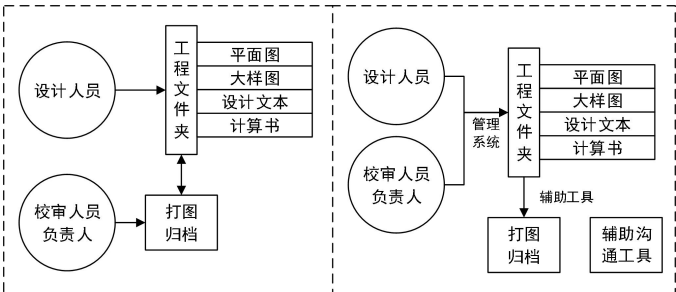 设计人员
工程文件夹
平面图
大样图
设计文本
计算书
校审人员
负责人
打图
归档
设计人员
校审人员
负责人
管理
系统
工程文件夹
平面图
大样图
设计文本
计算书
辅助工具
打图
归档
辅助沟
通工具